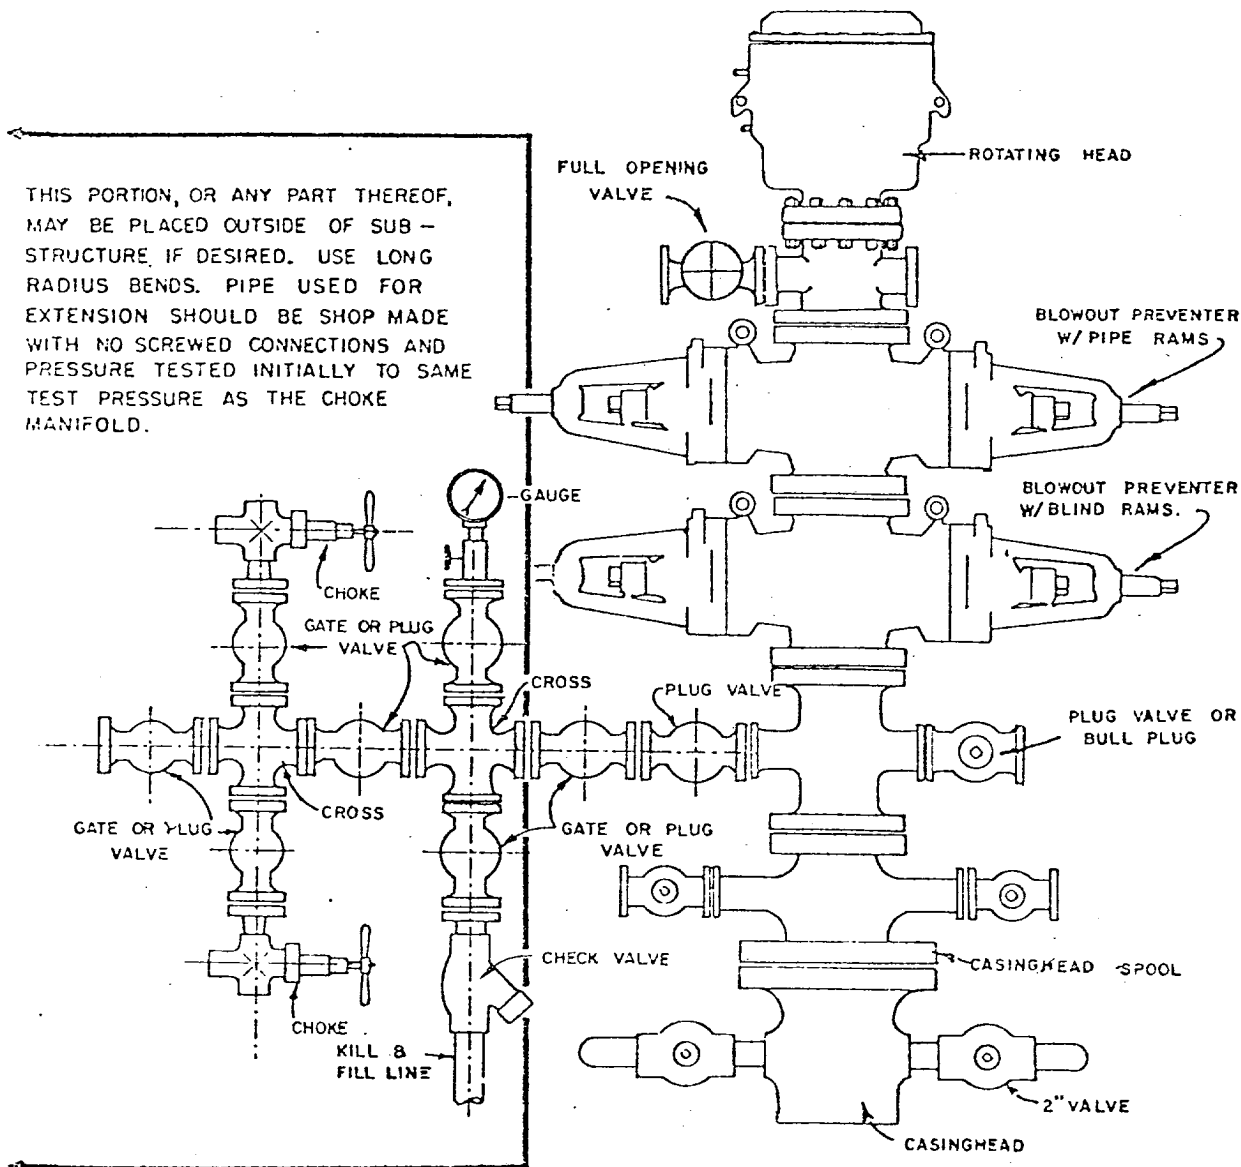 ROTATING HEAD
FULL OPENING
VALVE
THIS PORTION, OR ANY PART THEREOF,
MAY BE PLACED OUTSIDE OF SUB-
STRUCTURE IF DESIRED. USE LONG
RADIUS BENDS. PIPE USED FOR
EXTENSION SHOULD BE SHOP MADE
WITH NO SCREWED CONNECTIONS AND
PRESSURE TESTED INITIALLY TO SAME
TEST PRESSURE AS THE CHOKE
MANIFOLD.
BLOWOUT PREVENTER
W/ PIPE RAMS
GAUGE
BLOWOUT PREVENTER
W/BLIND RAMS.
CHOKE
GATE OR PLUG
VALVE
CROSS
PLUG VALVE
PLUG VALVE OR
BULL PLUG
CROSS
GATE OR PLUG
VALVE
GATE OR PLUG
VALVE
CHECK VALVE
CASINGHEAD SPOOL
CHOKE
KILL &
FILL LINE
2" VALVE
CASINGHEAD